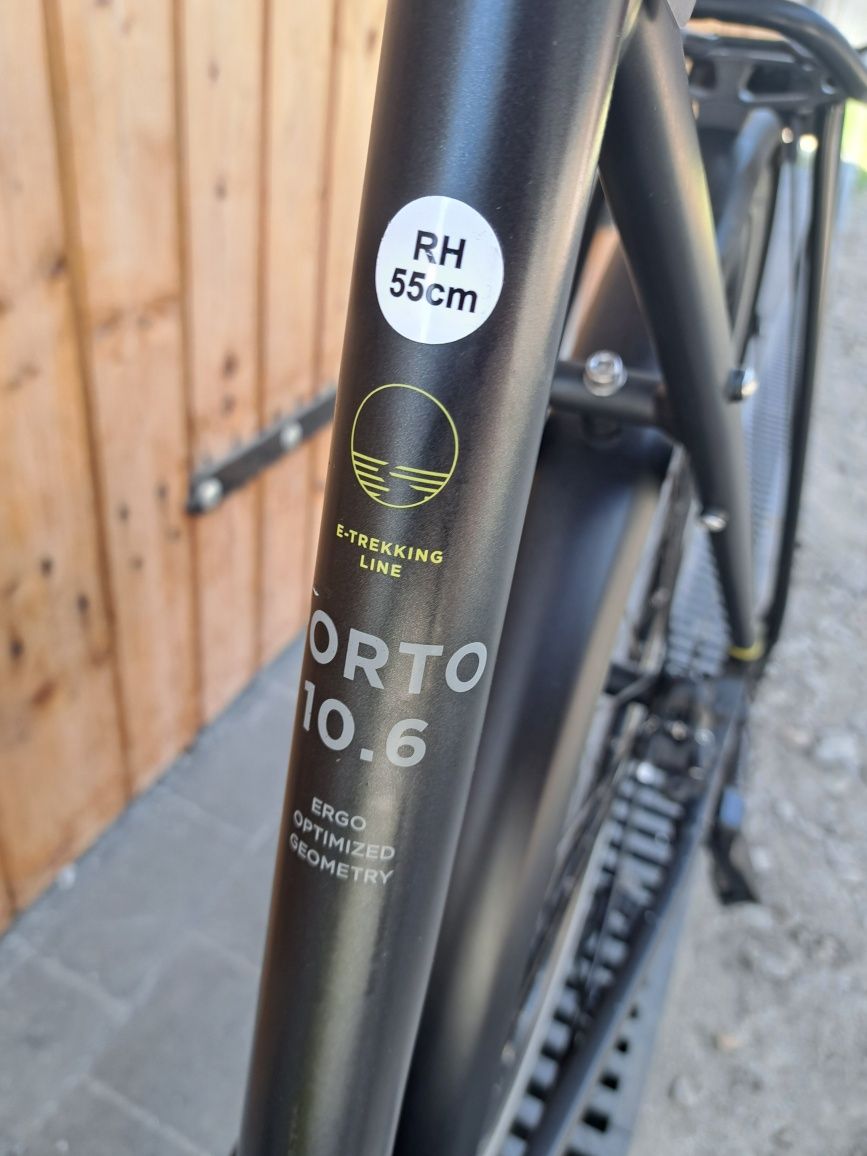 RH
55cm
E-TREKKING
LINE
ORTO
10.6
ERGO
OPTIMIZED
GEOMETRY